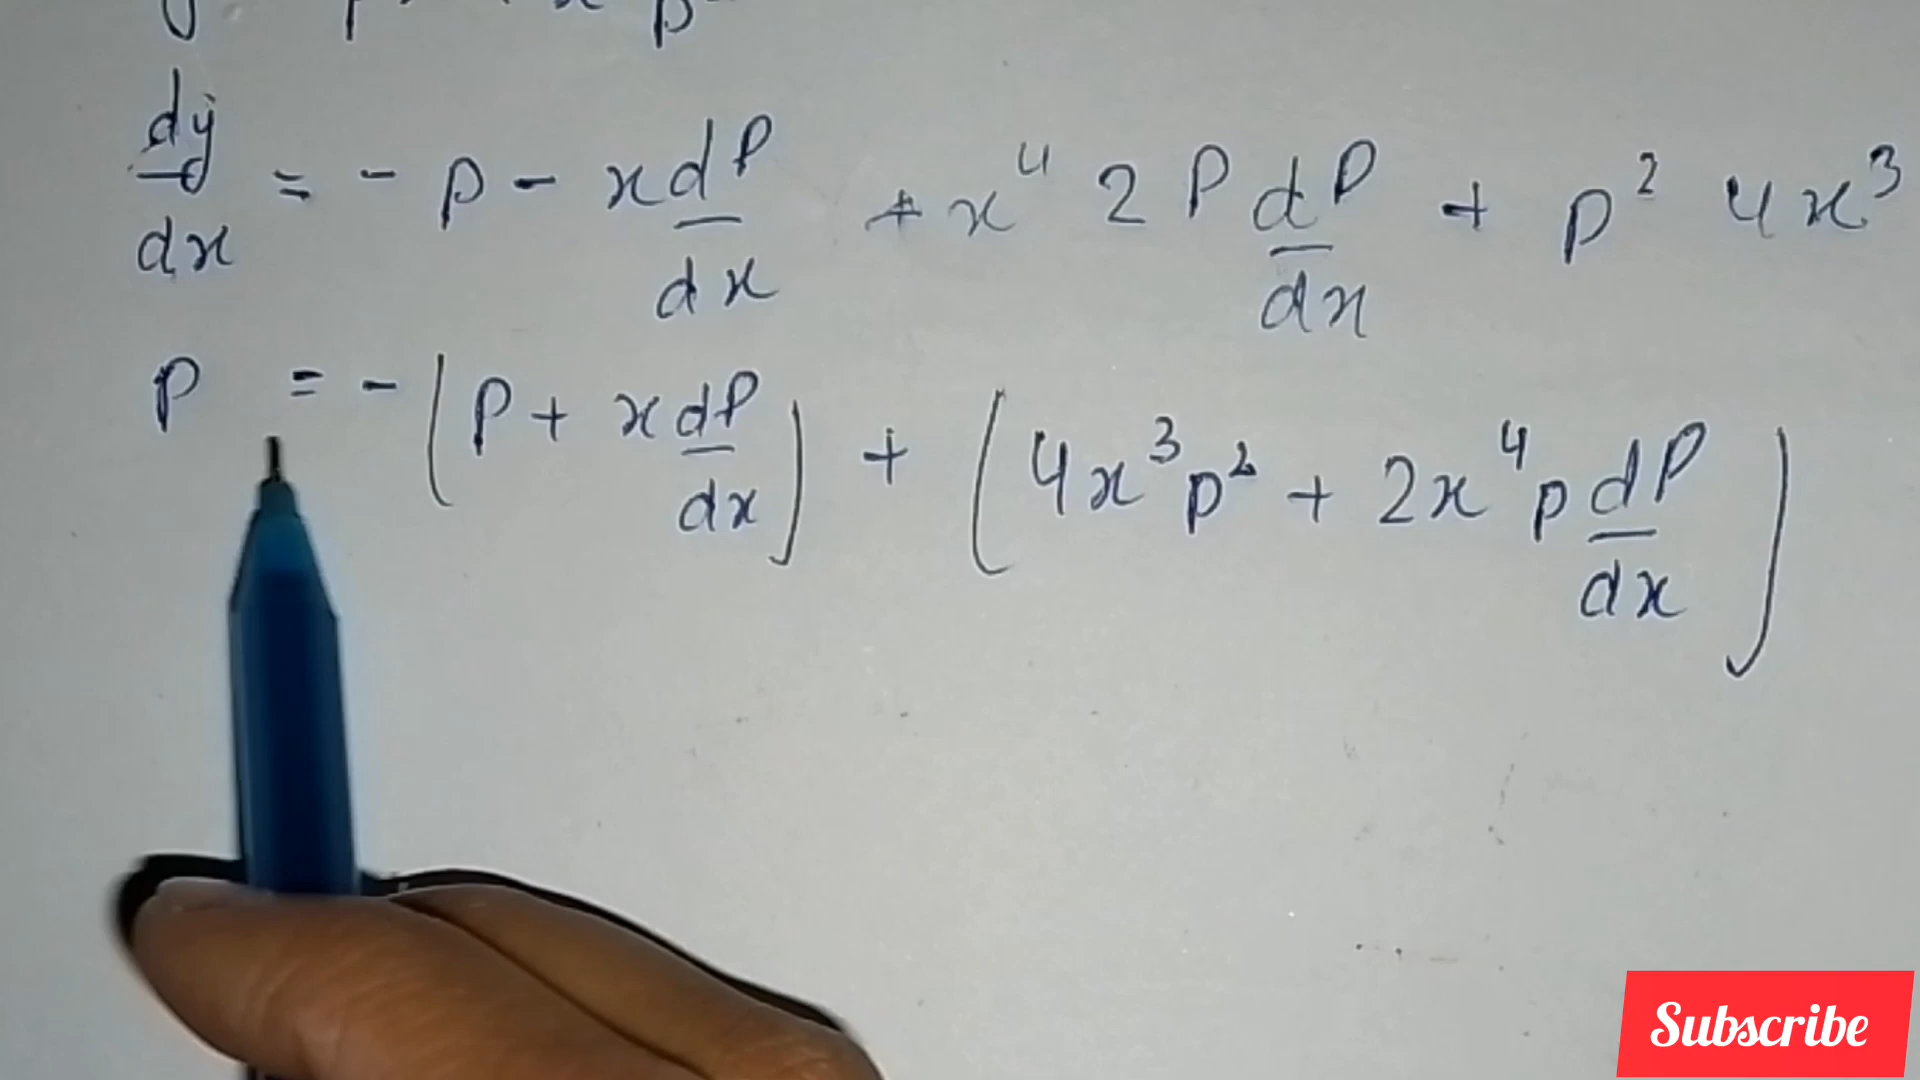 dy/dx = - p - x dP/dx + x⁴ 2 P dP/dx + p² 4x³
P = - (P + x dP/dx) + (4x³p² + 2x⁴p dP/dx)
Subscribe